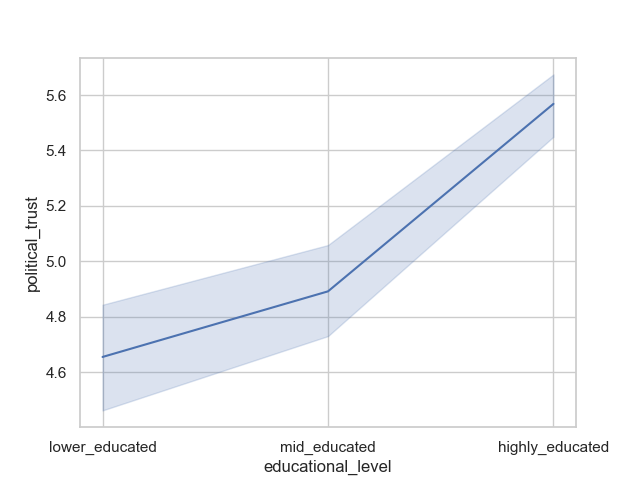 5.6
5.4
5.2
5.0
4.8
4.6
political_trust
lower_educated
mid_educated
highly_educated
educational_level